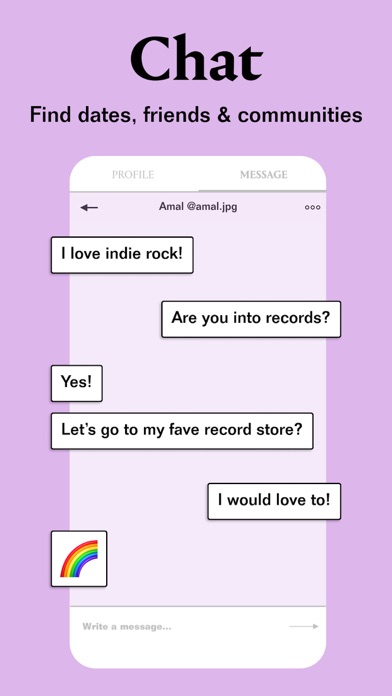 Chat
Find dates, friends & communities
PROFILE
MESSAGE
Amal @amal.jpg
I love indie rock!
Are you into records?
Yes!
Let's go to my fave record store?
I would love to!
Write a message...